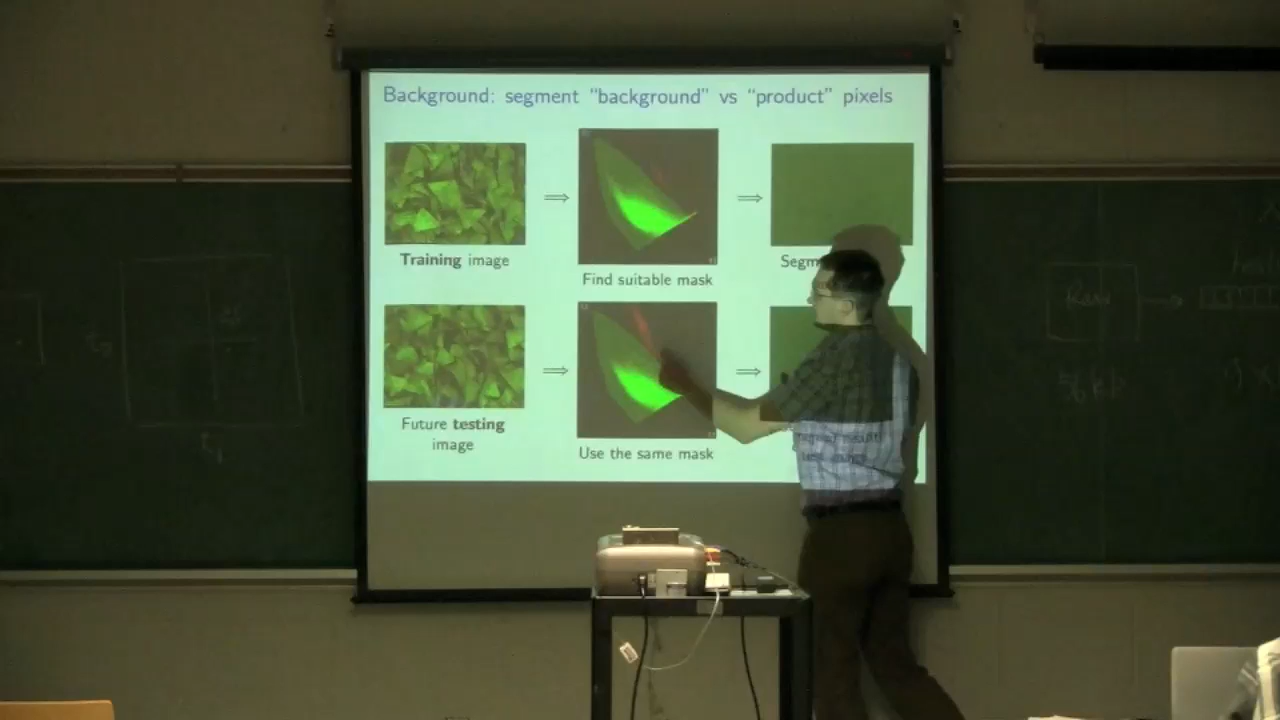 Background: segment “background” vs “product” pixels
Training image
Find suitable mask
Future testing
image
Use the same mask